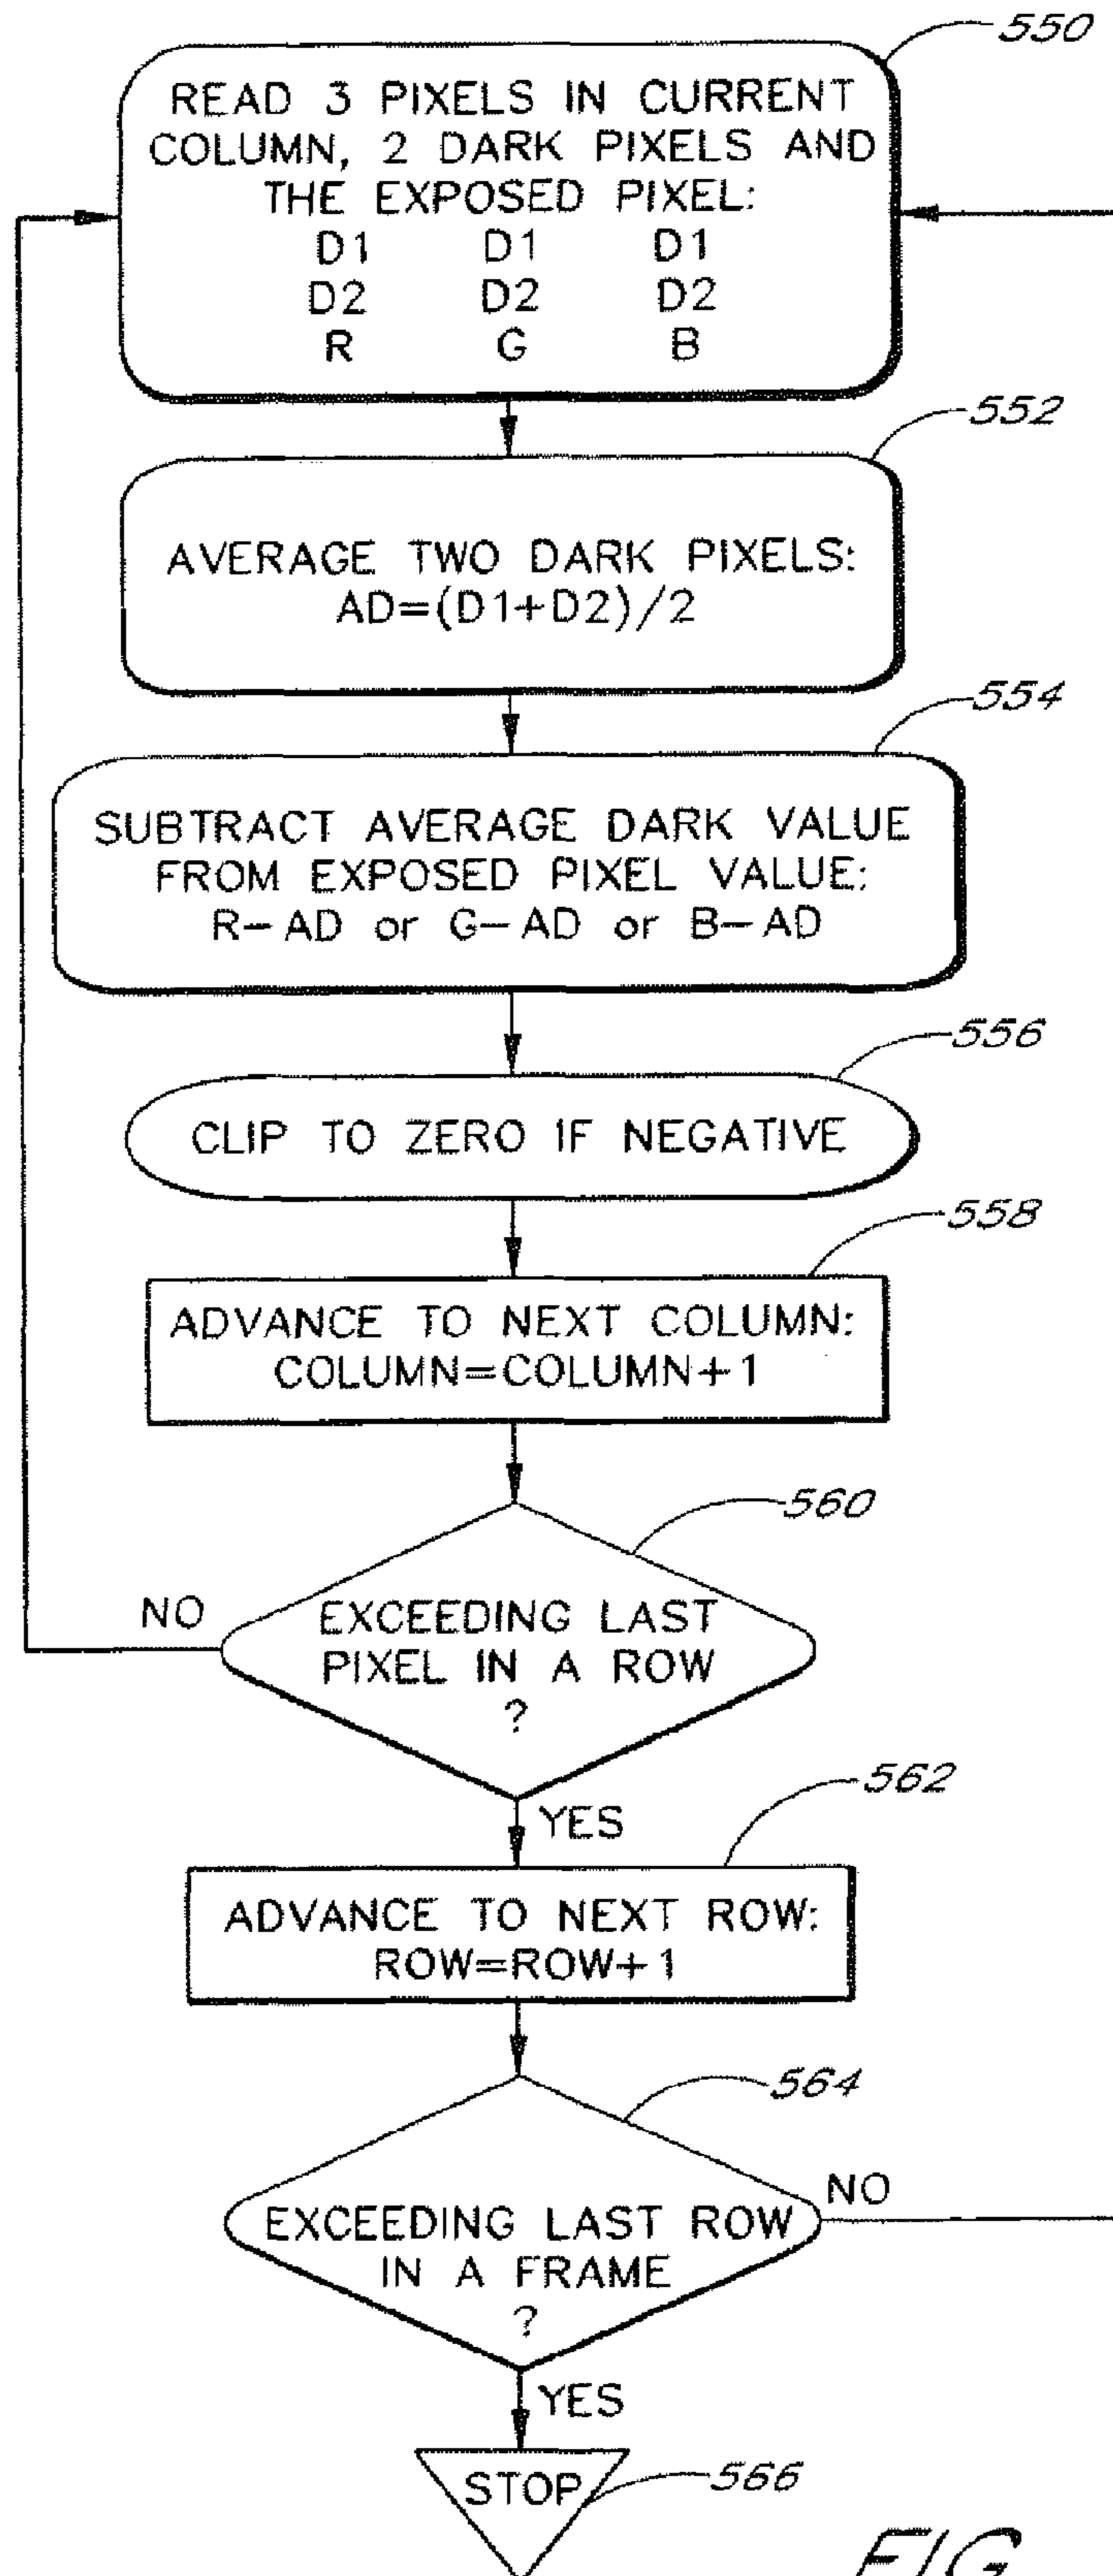 550
READ 3 PIXELS IN CURRENT
COLUMN, 2 DARK PIXELS AND
THE EXPOSED PIXEL:
D1 D1 D1
D2 D2 D2
R G B
552
AVERAGE TWO DARK PIXELS:
AD=(D1+D2)/2
554
SUBTRACT AVERAGE DARK VALUE
FROM EXPOSED PIXEL VALUE:
R-AD or G-AD or B-AD
556
CLIP TO ZERO IF NEGATIVE
558
ADVANCE TO NEXT COLUMN:
COLUMN=COLUMN+1
560
NO
EXCEEDING LAST
PIXEL IN A ROW
?
562
YES
ADVANCE TO NEXT ROW:
ROW=ROW+1
564
NO
EXCEEDING LAST ROW
IN A FRAME
?
YES
STOP
566
FIG